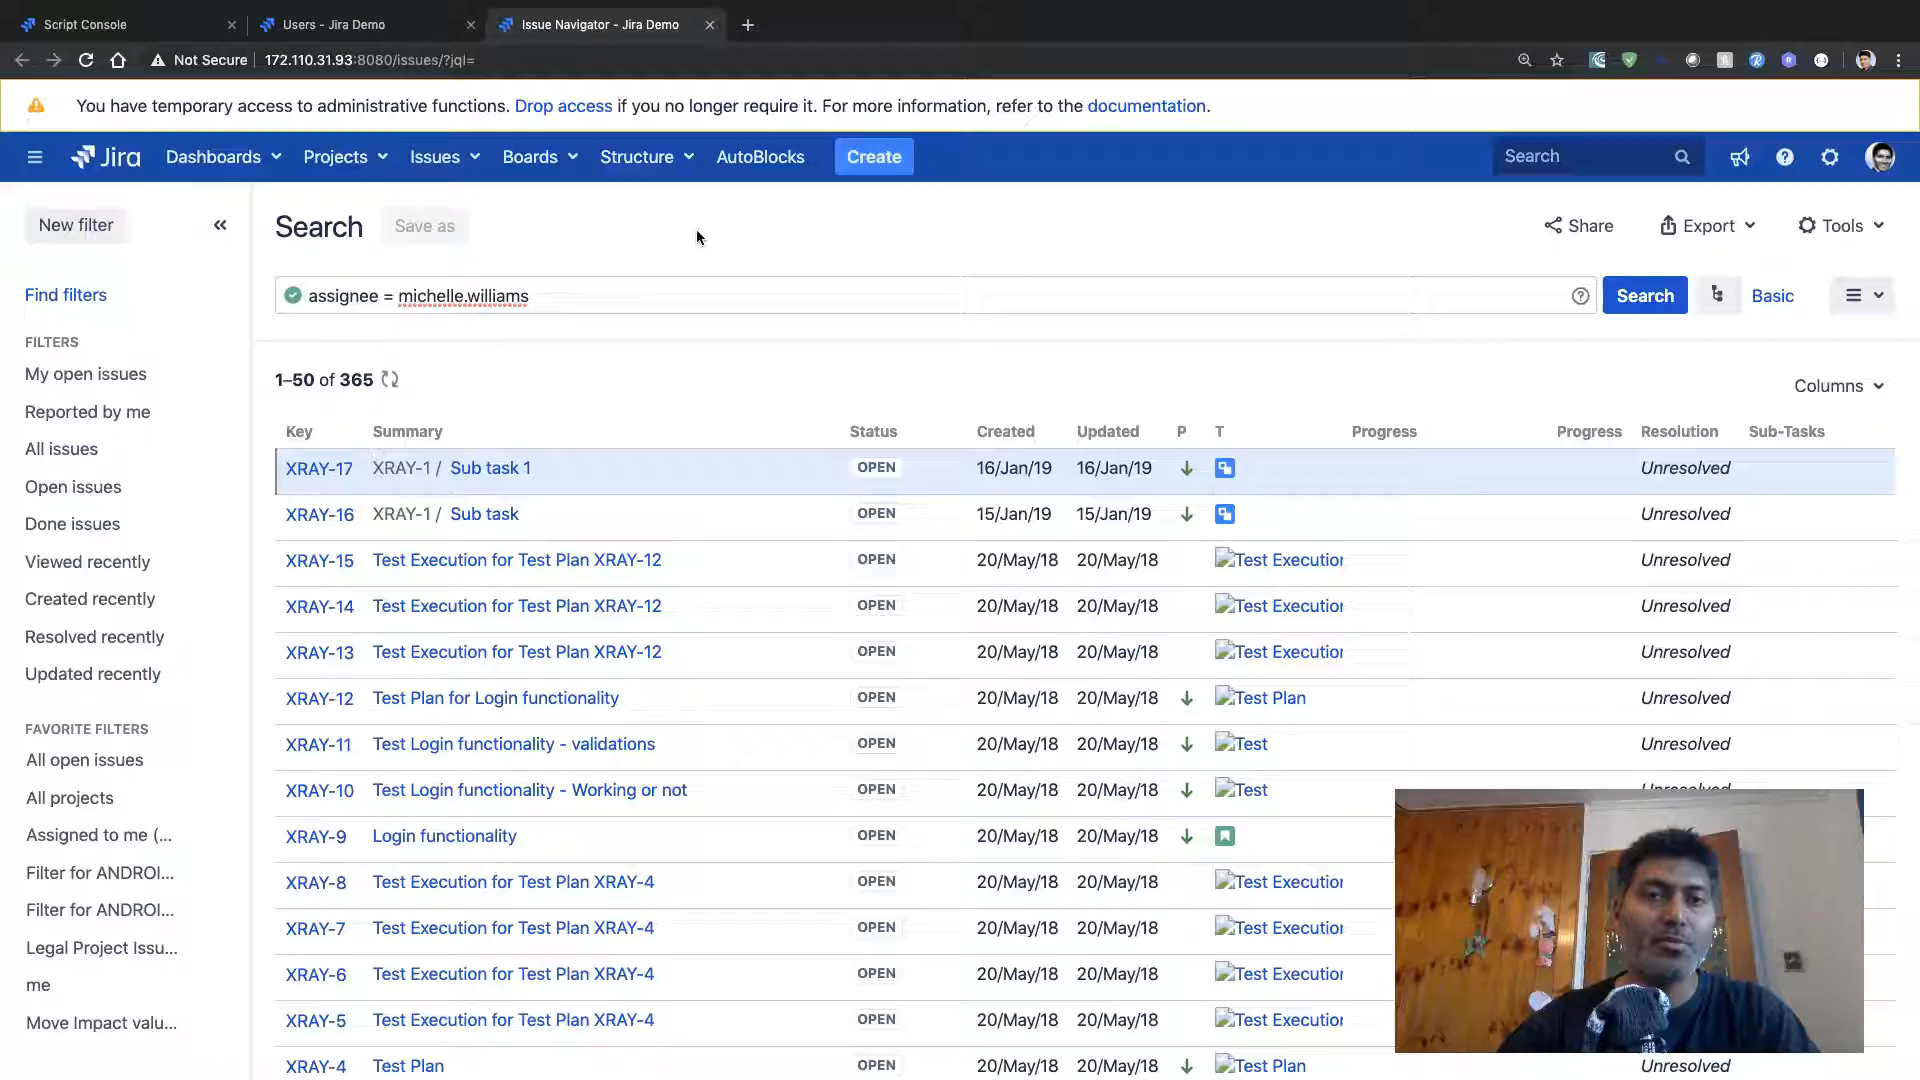 Script Console
Users - Jira Demo
Issue Navigator - Jira Demo
Not Secure 172.110.31.93:8080/issues/?jql=
You have temporary access to administrative functions. Drop access if you no longer require it. For more information, refer to the documentation.
Jira Dashboards Projects Issues Boards Structure AutoBlocks Create Search
New filter
Search Save as Share Export Tools
Find filters
assignee = michelle.williams Search Basic
FILTERS
My open issues
Reported by me
All issues
Open issues
Done issues
Viewed recently
Created recently
Resolved recently
Updated recently
FAVORITE FILTERS
All open issues
All projects
Assigned to me (...
Filter for ANDROI...
Filter for ANDROI...
Legal Project Issu...
me
Move Impact valu...
1–50 of 365
Columns
Key Summary Status Created Updated P T Progress Progress Resolution Sub-Tasks
XRAY-17 XRAY-1 / Sub task 1 OPEN 16/Jan/19 16/Jan/19 Unresolved
XRAY-16 XRAY-1 / Sub task OPEN 15/Jan/19 15/Jan/19 Unresolved
XRAY-15 Test Execution for Test Plan XRAY-12 OPEN 20/May/18 20/May/18 Test Execution Unresolved
XRAY-14 Test Execution for Test Plan XRAY-12 OPEN 20/May/18 20/May/18 Test Execution Unresolved
XRAY-13 Test Execution for Test Plan XRAY-12 OPEN 20/May/18 20/May/18 Test Execution Unresolved
XRAY-12 Test Plan for Login functionality OPEN 20/May/18 20/May/18 Test Plan Unresolved
XRAY-11 Test Login functionality - validations OPEN 20/May/18 20/May/18 Test Unresolved
XRAY-10 Test Login functionality - Working or not OPEN 20/May/18 20/May/18 Test Unresolved
XRAY-9 Login functionality OPEN 20/May/18 20/May/18
XRAY-8 Test Execution for Test Plan XRAY-4 OPEN 20/May/18 20/May/18 Test Execution
XRAY-7 Test Execution for Test Plan XRAY-4 OPEN 20/May/18 20/May/18 Test Execution
XRAY-6 Test Execution for Test Plan XRAY-4 OPEN 20/May/18 20/May/18 Test Execution
XRAY-5 Test Execution for Test Plan XRAY-4 OPEN 20/May/18 20/May/18 Test Execution
XRAY-4 Test Plan OPEN 20/May/18 20/May/18 Test Plan Unresolved